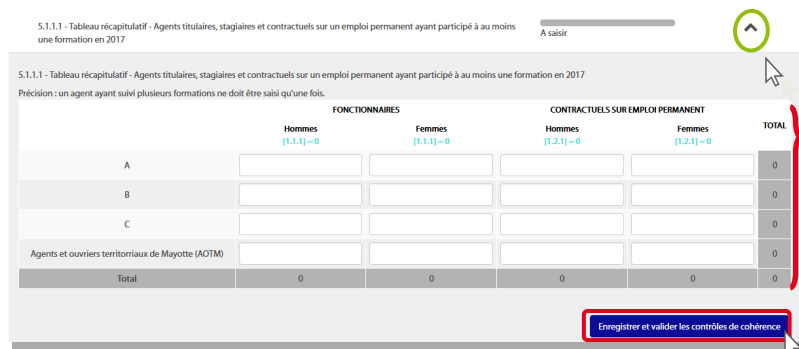 5.1.1.1 - Tableau récapitulatif - Agents titulaires, stagiaires et contractuels sur un emploi permanent ayant participé à au moins
une formation en 2017
A saisir
5.1.1.1 - Tableau récapitulatif - Agents titulaires, stagiaires et contractuels sur un emploi permanent ayant participé à au moins une formation en 2017
Précision : un agent ayant suivi plusieurs formations ne doit être saisi qu'une fois.
FONCTIONNAIRES CONTRACTUELS SUR EMPLOI PERMANENT TOTAL
Hommes Femmes Hommes Femmes
[1.1.1] = 0 [1.1.1] = 0 [1.2.1] = 0 [1.2.1] = 0
A 0
B 0
C 0
Agents et ouvriers territorriaux de Mayotte (AOTM) 0
Total 0 0 0 0 0
Enregistrer et valider les contrôles de cohérence